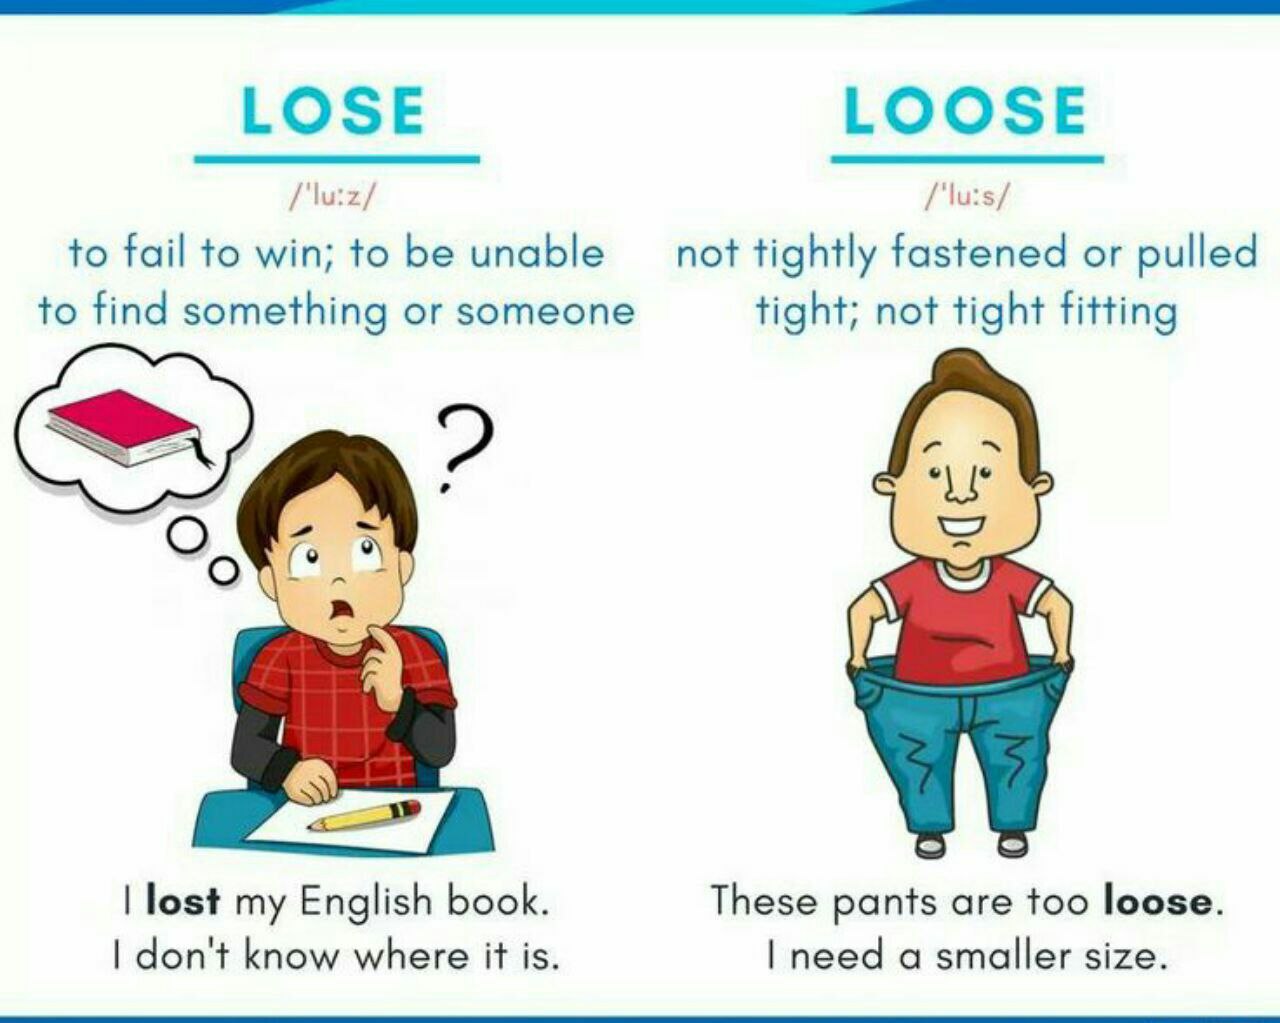 LOSE
/'lu:z/
to fail to win; to be unable
to find something or someone
?
I lost my English book.
I don't know where it is.
LOOSE
/'lu:s/
not tightly fastened or pulled
tight; not tight fitting
These pants are too loose.
I need a smaller size.